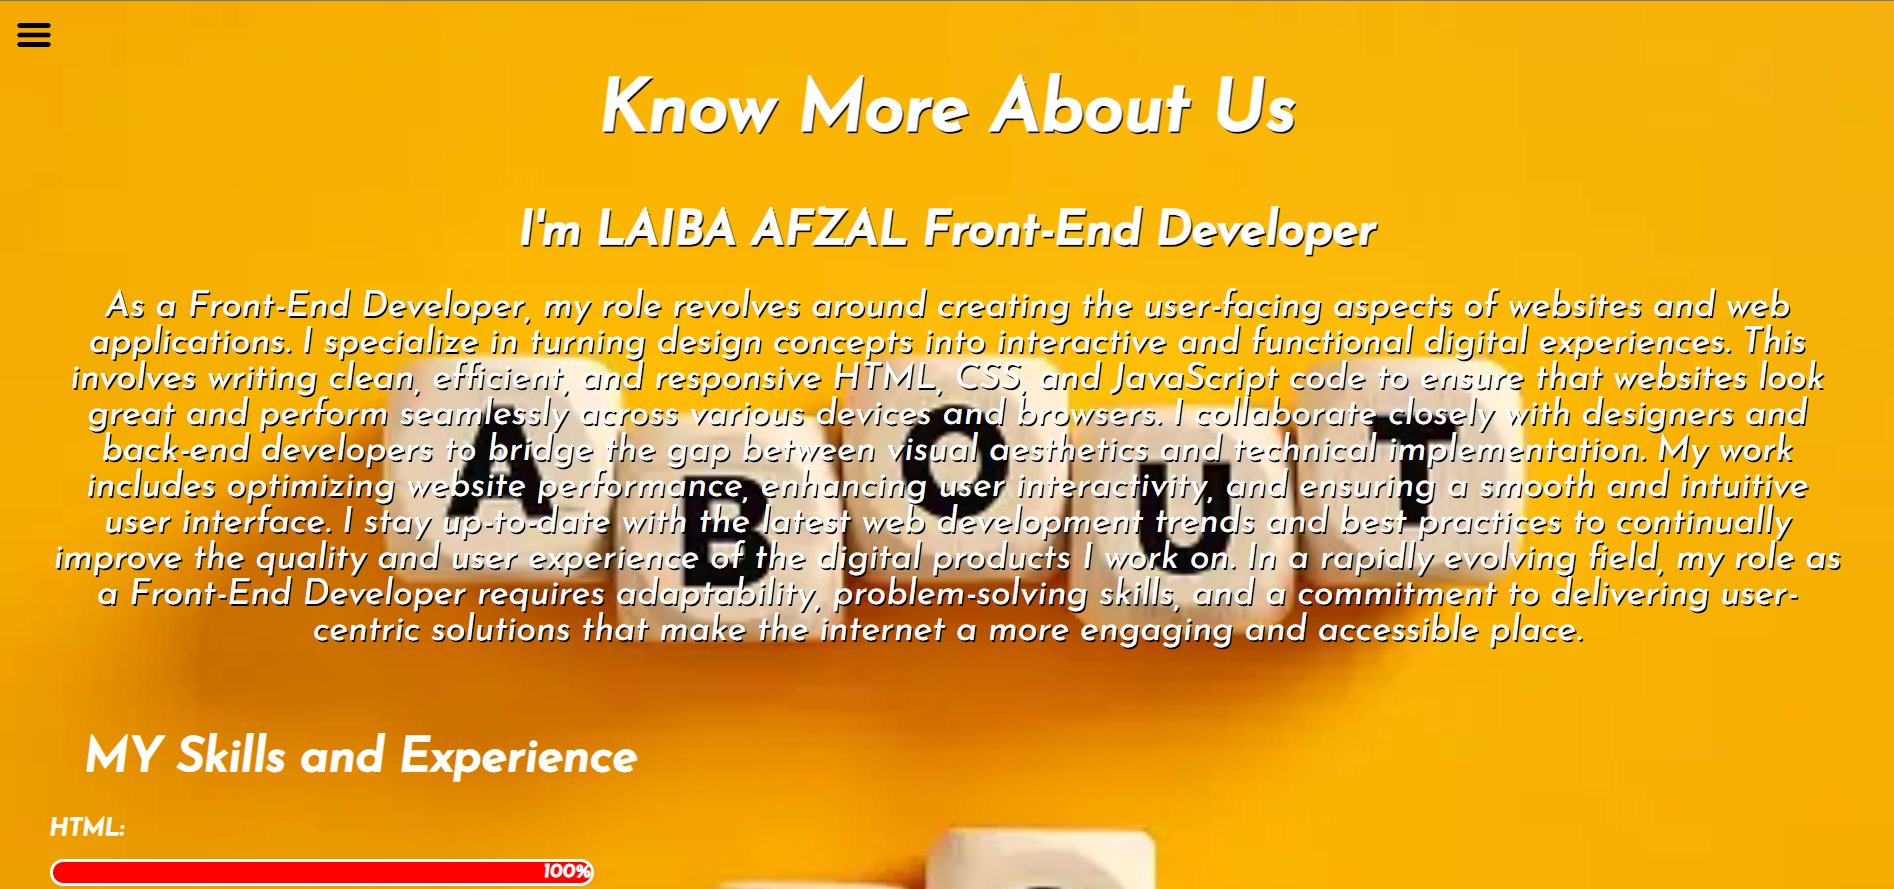 Know More About Us
I'm LAIBA AFZAL Front-End Developer
As a Front-End Developer, my role revolves around creating the user-facing aspects of websites and web
applications. I specialize in turning design concepts into interactive and functional digital experiences. This
involves writing clean, efficient, and responsive HTML, CSS, and JavaScript code to ensure that websites look
great and perform seamlessly across various devices and browsers. I collaborate closely with designers and
back-end developers to bridge the gap between visual aesthetics and technical implementation. My work
includes optimizing website performance, enhancing user interactivity, and ensuring a smooth and intuitive
user interface. I stay up-to-date with the latest web development trends and best practices to continually
improve the quality and user experience of the digital products I work on. In a rapidly evolving field, my role as
a Front-End Developer requires adaptability, problem-solving skills, and a commitment to delivering user-
centric solutions that make the internet a more engaging and accessible place.
ABOUT
MY Skills and Experience
HTML:
100%